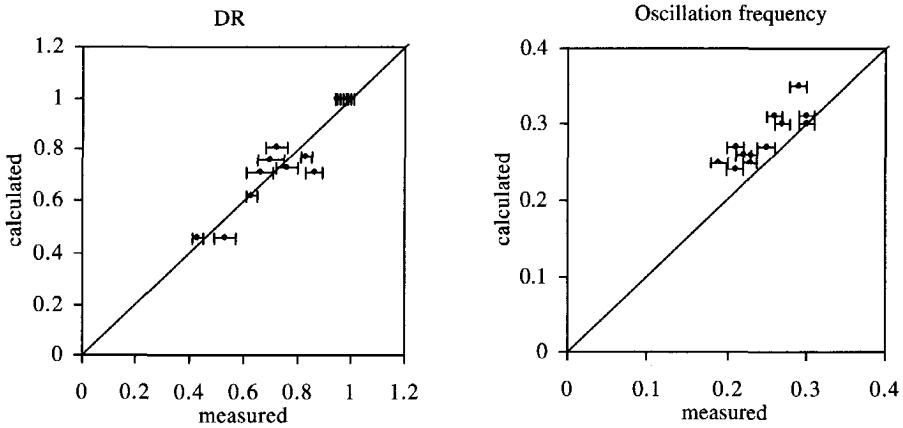 DR
1.2
1
0.8
0.6
0.4
0.2
0
calculated
0 0.2 0.4 0.6 0.8 1 1.2
measured
Oscillation frequency
0.4
0.3
0.2
0.1
0
calculated
0 0.1 0.2 0.3 0.4
measured